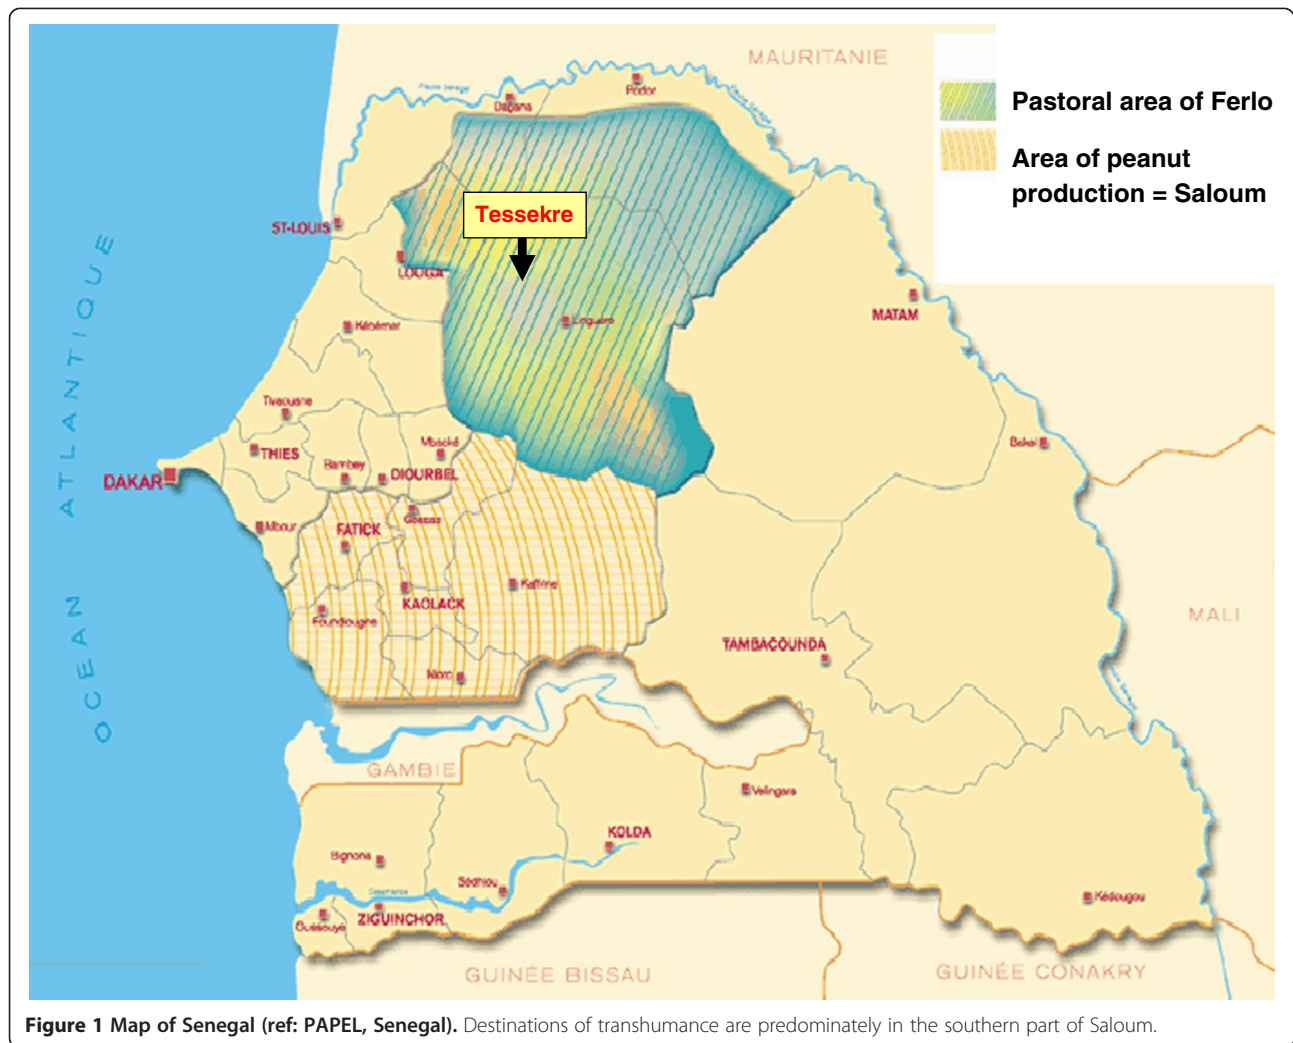 MAURITANIE
Podor
Dagana
Pastoral area of Ferlo
Area of peanut
production = Saloum
Tessekre
ST-LOUIS
LOUGA
MATAM
Linguère
Kébémer
OCEAN ATLANTIQUE
Tivaouane
THIES
Mbacké
Bakel
Bambey
DIOURBEL
DAKAR
Gossas
Mbour
FATICK
Kaffrine
KAOLACK
Foundiougne
MALI
TAMBACOUNDA
Nioro
GAMBIE
Velingara
KOLDA
Bignona
Sédhiou
Casamance
Kédougou
ZIGUINCHOR
Oussouye
GUINÉE BISSAU
GUINÉE CONAKRY
Figure 1 Map of Senegal (ref: PAPEL, Senegal). Destinations of transhumance are predominately in the southern part of Saloum.